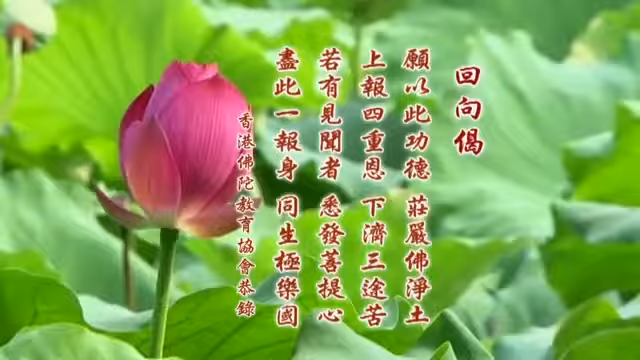 回向偈
願以此功德 莊嚴佛淨土
上報四重恩 下濟三途苦
若有見聞者 悉發菩提心
盡此一報身 同生極樂國
香港佛陀教育協會恭錄